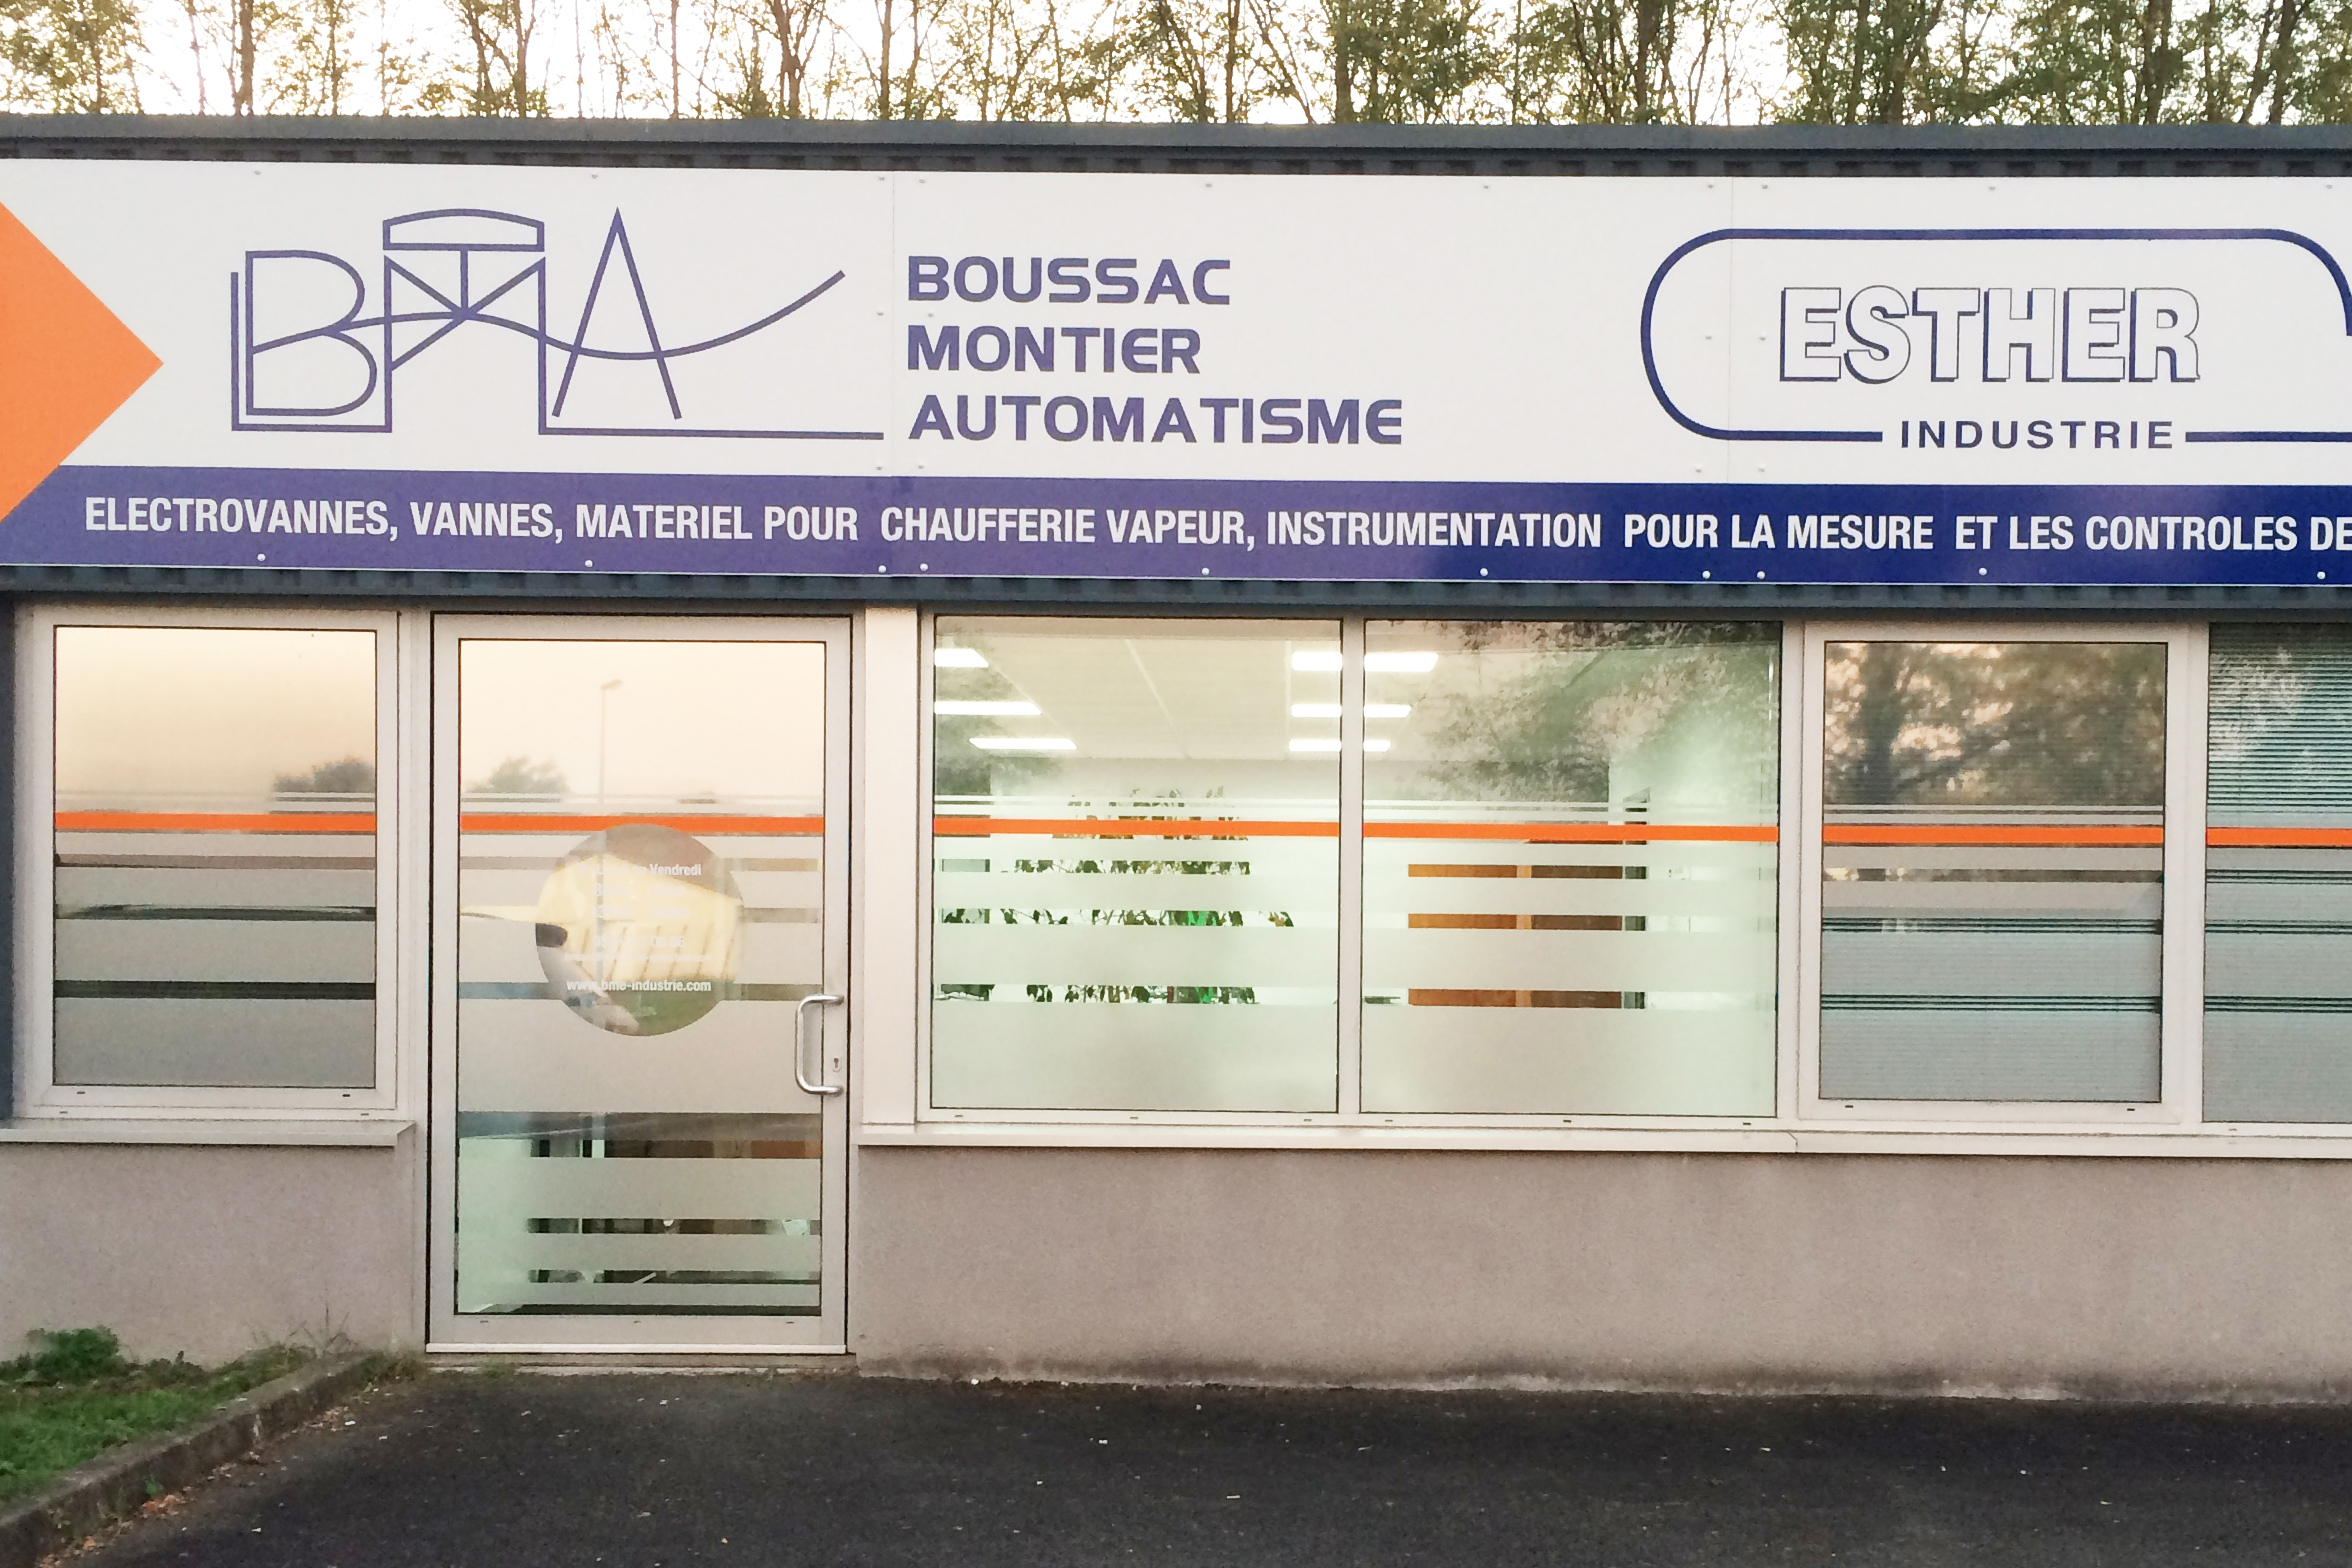 BMA
BOUSSAC
MONTIER
AUTOMATISME
ESTHER
INDUSTRIE
ELECTROVANNES, VANNES, MATERIEL POUR CHAUFFERIE VAPEUR, INSTRUMENTATION POUR LA MESURE ET LES CONTROLES DE
Vendredi
www.bme-industrie.com